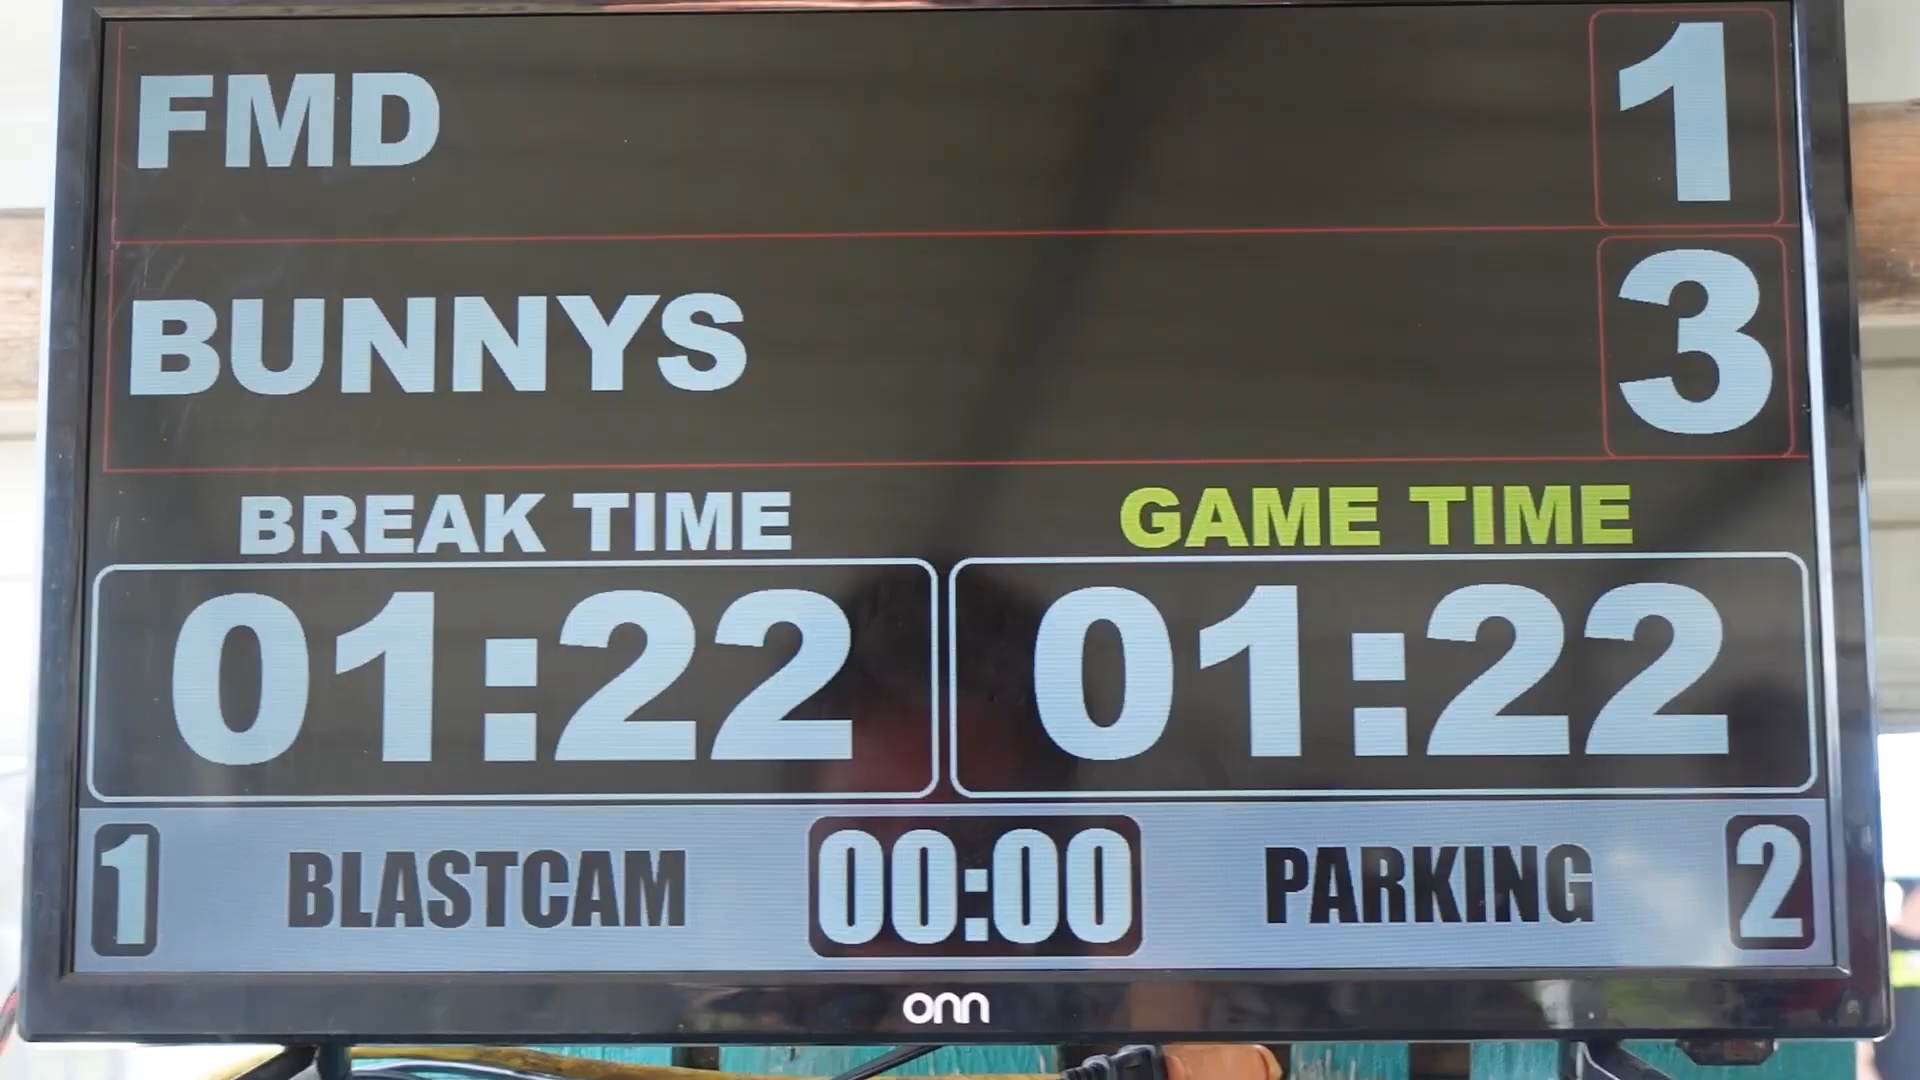 FMD 1
BUNNYS 3
BREAK TIME GAME TIME
01:22 01:22
1 BLASTCAM 00:00 PARKING 2
onn